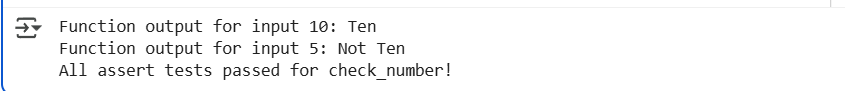 Function output for input 10: Ten
Function output for input 5: Not Ten
All assert tests passed for check_number!